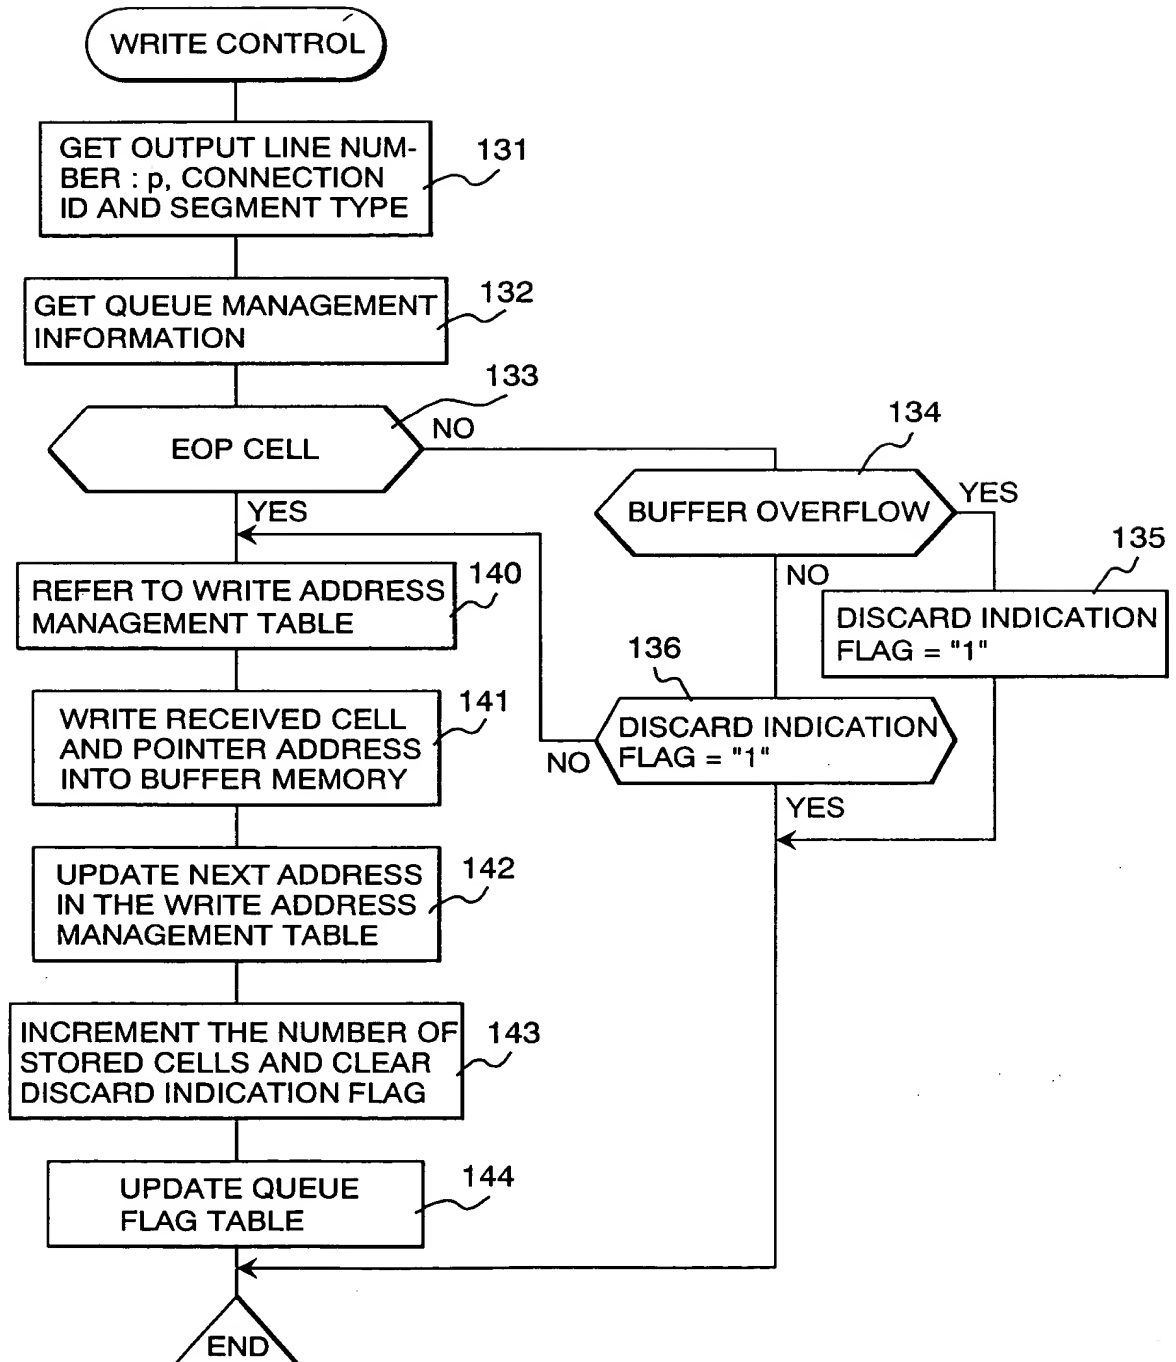 WRITE CONTROL
GET OUTPUT LINE NUM-
BER : p, CONNECTION
ID AND SEGMENT TYPE
131
GET QUEUE MANAGEMENT
INFORMATION
132
133
EOP CELL
NO
YES
134
BUFFER OVERFLOW
YES
NO
135
DISCARD INDICATION
FLAG = "1"
136
DISCARD INDICATION
FLAG = "1"
NO
YES
REFER TO WRITE ADDRESS
MANAGEMENT TABLE
140
WRITE RECEIVED CELL
AND POINTER ADDRESS
INTO BUFFER MEMORY
141
UPDATE NEXT ADDRESS
IN THE WRITE ADDRESS
MANAGEMENT TABLE
142
INCREMENT THE NUMBER OF
STORED CELLS AND CLEAR
DISCARD INDICATION FLAG
143
UPDATE QUEUE
FLAG TABLE
144
END